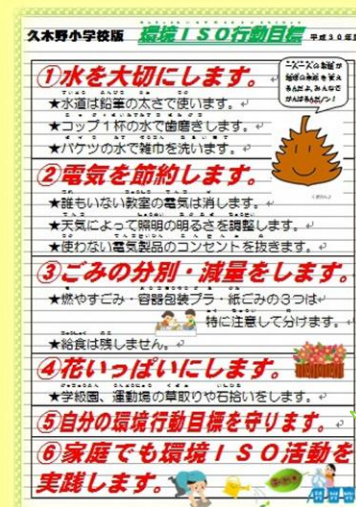 久木野小学校版 環境ISO行動目標 平成30年
①水を大切にします。
★水道は鉛筆の太さで使います。
★コップ1杯の水で歯磨きします。
★バケツの水で雑巾を洗います。
②電気を節約します。
★誰もいない教室の電気は消します。
★天気によって照明の明るさを調整します。
★使わない電気製品のコンセントを抜きます。
③ごみの分別・減量をします。
★燃やすごみ・容器包装プラ・紙ごみの3つは
特に注意して分けます。
★給食は残しません。
④花いっぱいにします。
★学級園、運動場の草取りや石拾いをします。
⑤自分の環境行動目標を守ります。
⑥家庭でも環境ISO活動を
実践します。